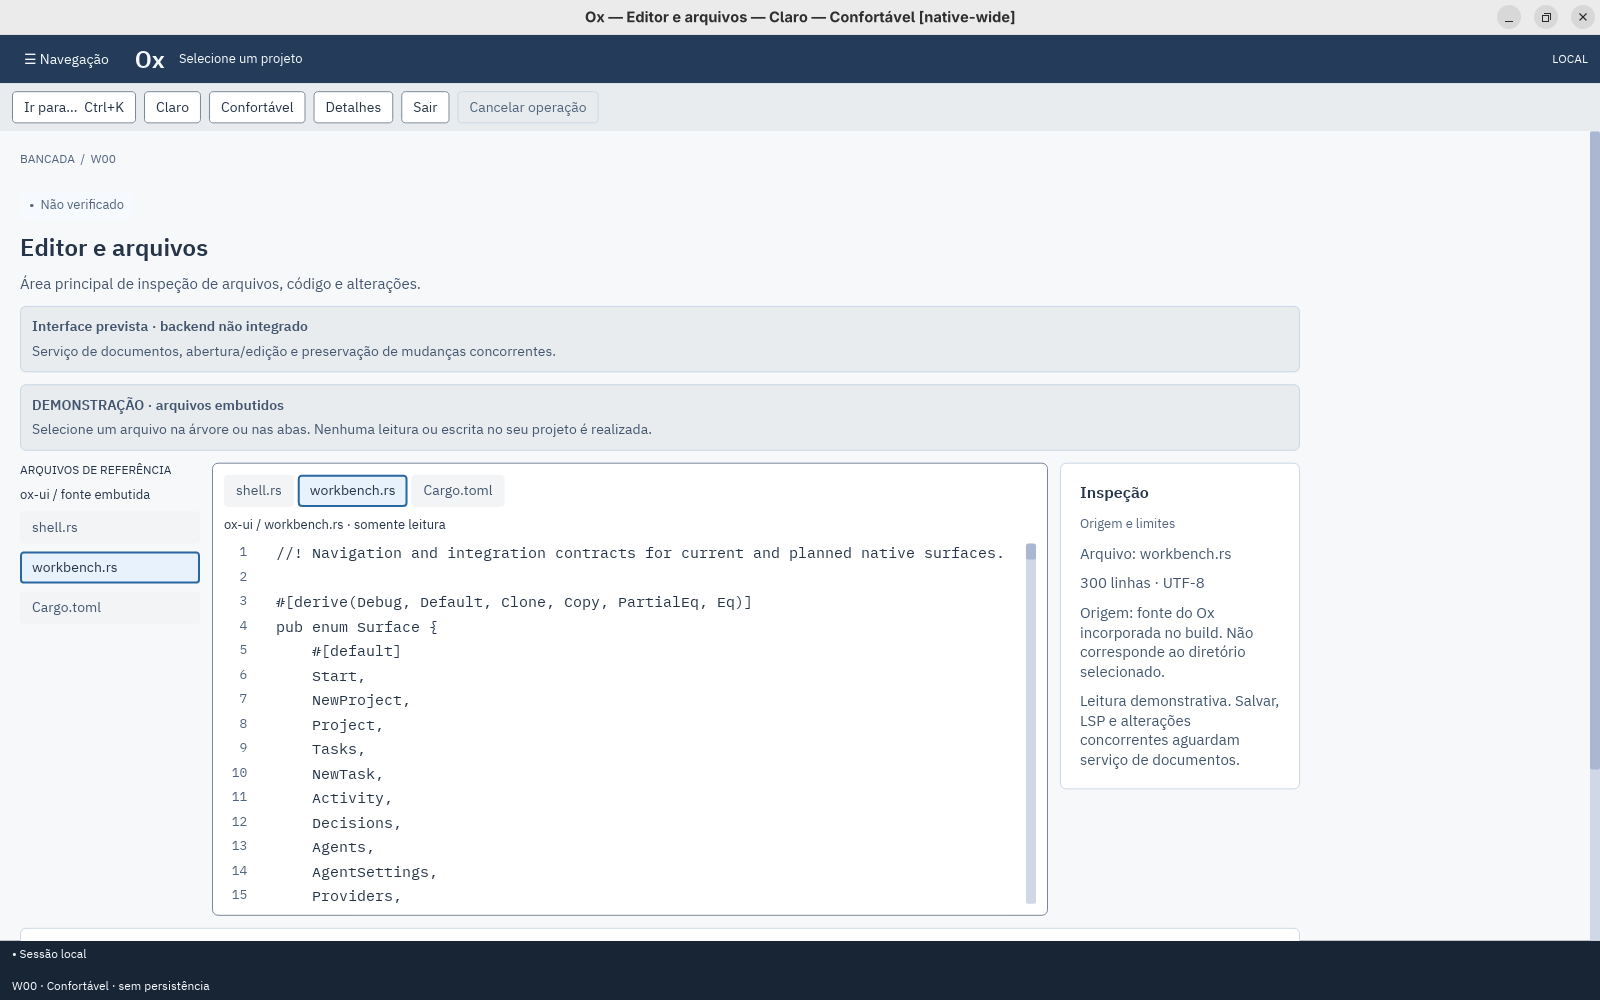 Ox — Editor e arquivos — Claro — Confortável [native-wide]
☰ Navegação Ox Selecione um projeto LOCAL
Ir para... Ctrl+K Claro Confortável Detalhes Sair Cancelar operação
BANCADA / W00
• Não verificado
Editor e arquivos
Área principal de inspeção de arquivos, código e alterações.
Interface prevista · backend não integrado
Serviço de documentos, abertura/edição e preservação de mudanças concorrentes.
DEMONSTRAÇÃO · arquivos embutidos
Selecione um arquivo na árvore ou nas abas. Nenhuma leitura ou escrita no seu projeto é realizada.
ARQUIVOS DE REFERÊNCIA
ox-ui / fonte embutida
shell.rs
workbench.rs
Cargo.toml
shell.rs workbench.rs Cargo.toml
ox-ui / workbench.rs · somente leitura
1 //! Navigation and integration contracts for current and planned native surfaces.
2
3 #[derive(Debug, Default, Clone, Copy, PartialEq, Eq)]
4 pub enum Surface {
5 #[default]
6 Start,
7 NewProject,
8 Project,
9 Tasks,
10 NewTask,
11 Activity,
12 Decisions,
13 Agents,
14 AgentSettings,
15 Providers,
Inspeção
Origem e limites
Arquivo: workbench.rs
300 linhas · UTF-8
Origem: fonte do Ox
incorporada no build. Não
corresponde ao diretório
selecionado.
Leitura demonstrativa. Salvar,
LSP e alterações
concorrentes aguardam
serviço de documentos.
• Sessão local
W00 · Confortável · sem persistência